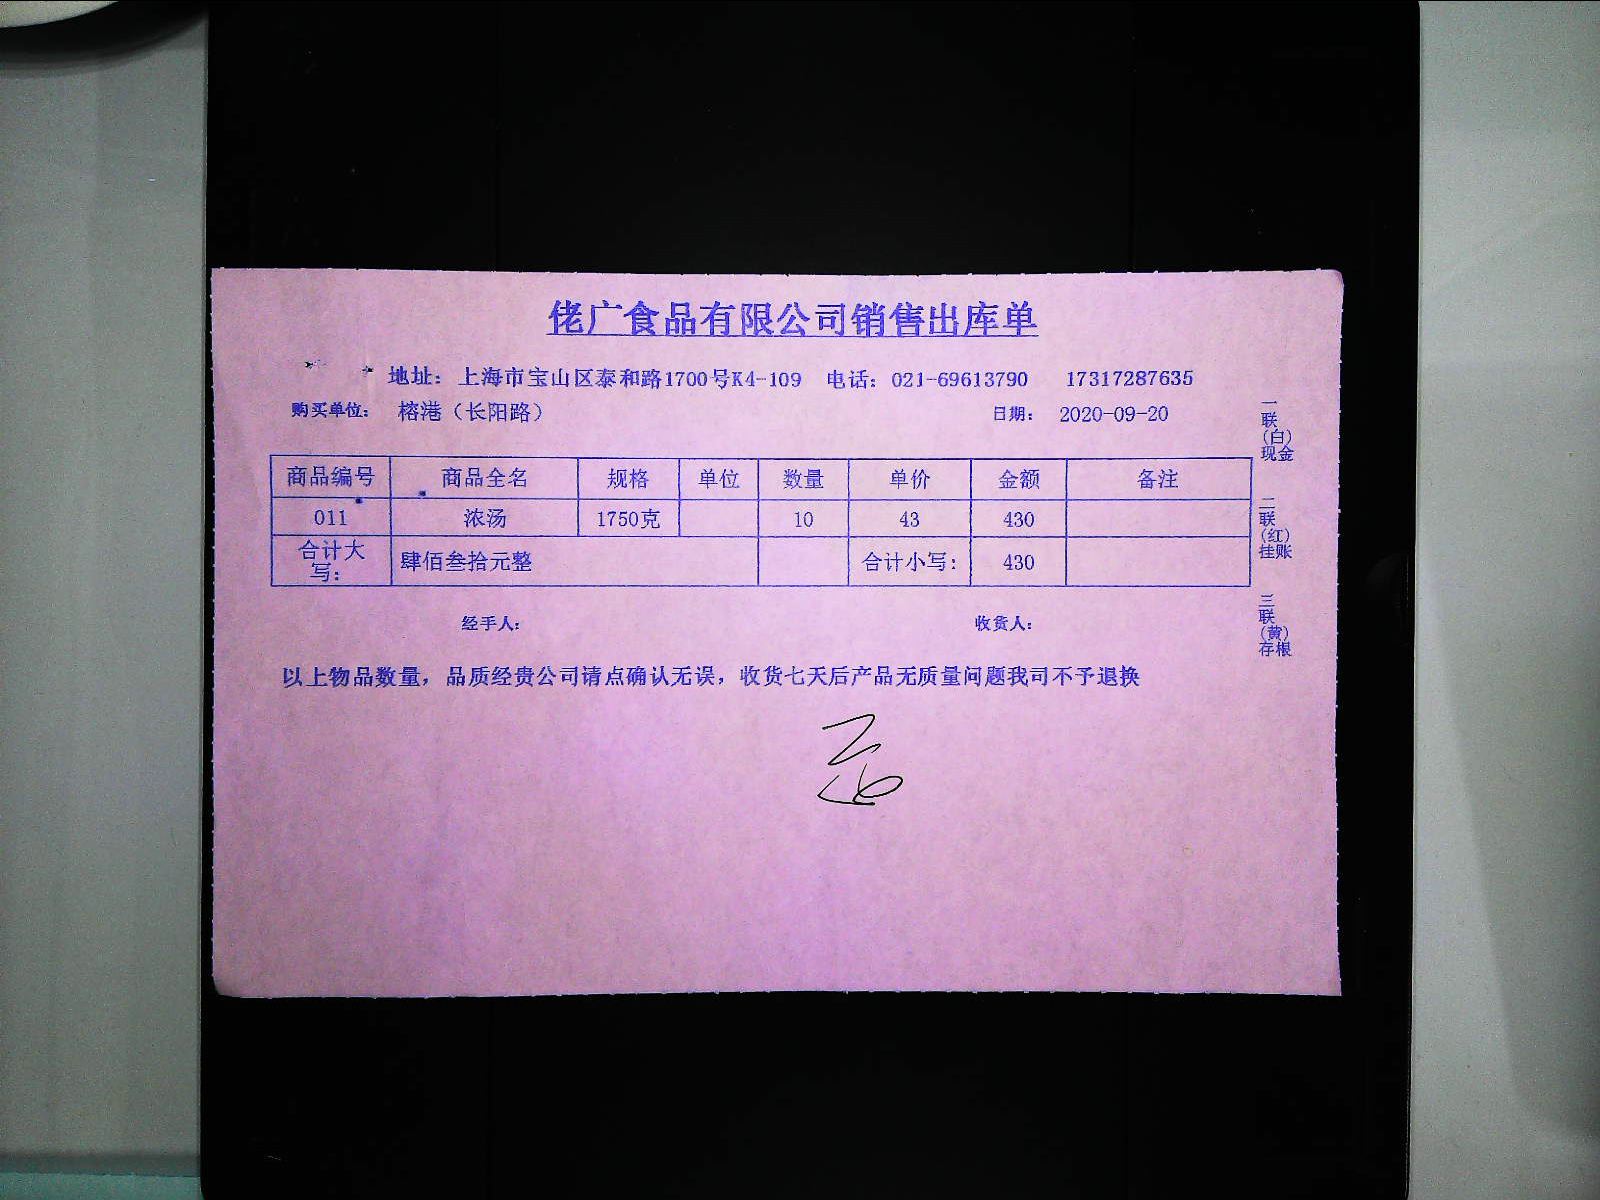 佬广食品有限公司销售出库单
地址：上海市宝山区泰和路1700号K4-109 电话：021-69613790 17317287635
购买单位： 榕港（长阳路） 日期： 2020-09-20
商品编号 商品全名 规格 单位 数量 单价 金额 备注
011 浓汤 1750克 10 43 430
合计大写： 肆佰叁拾元整 合计小写: 430
经手人： 收货人：
以上物品数量，品质经贵公司请点确认无误，收货七天后产品无质量问题我司不予退换
一联(白)现金
二联(红)挂账
三联(黄)存根